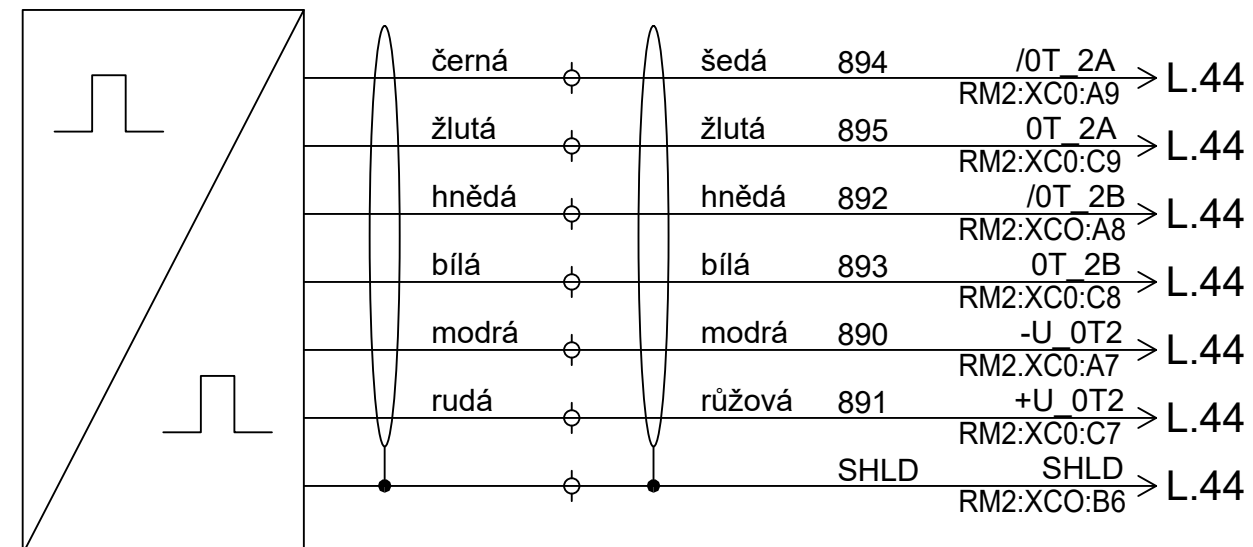 černá šedá 894 /0T_2A
RM2:XC0:A9 L.44
žlutá žlutá 895 0T_2A
RM2:XC0:C9 L.44
hnědá hnědá 892 /0T_2B
RM2:XCO:A8 L.44
bílá bílá 893 0T_2B
RM2:XC0:C8 L.44
modrá modrá 890 -U_0T2
RM2:XC0:A7 L.44
rudá růžová 891 +U_0T2
RM2:XC0:C7 L.44
SHLD SHLD
RM2:XCO:B6 L.44